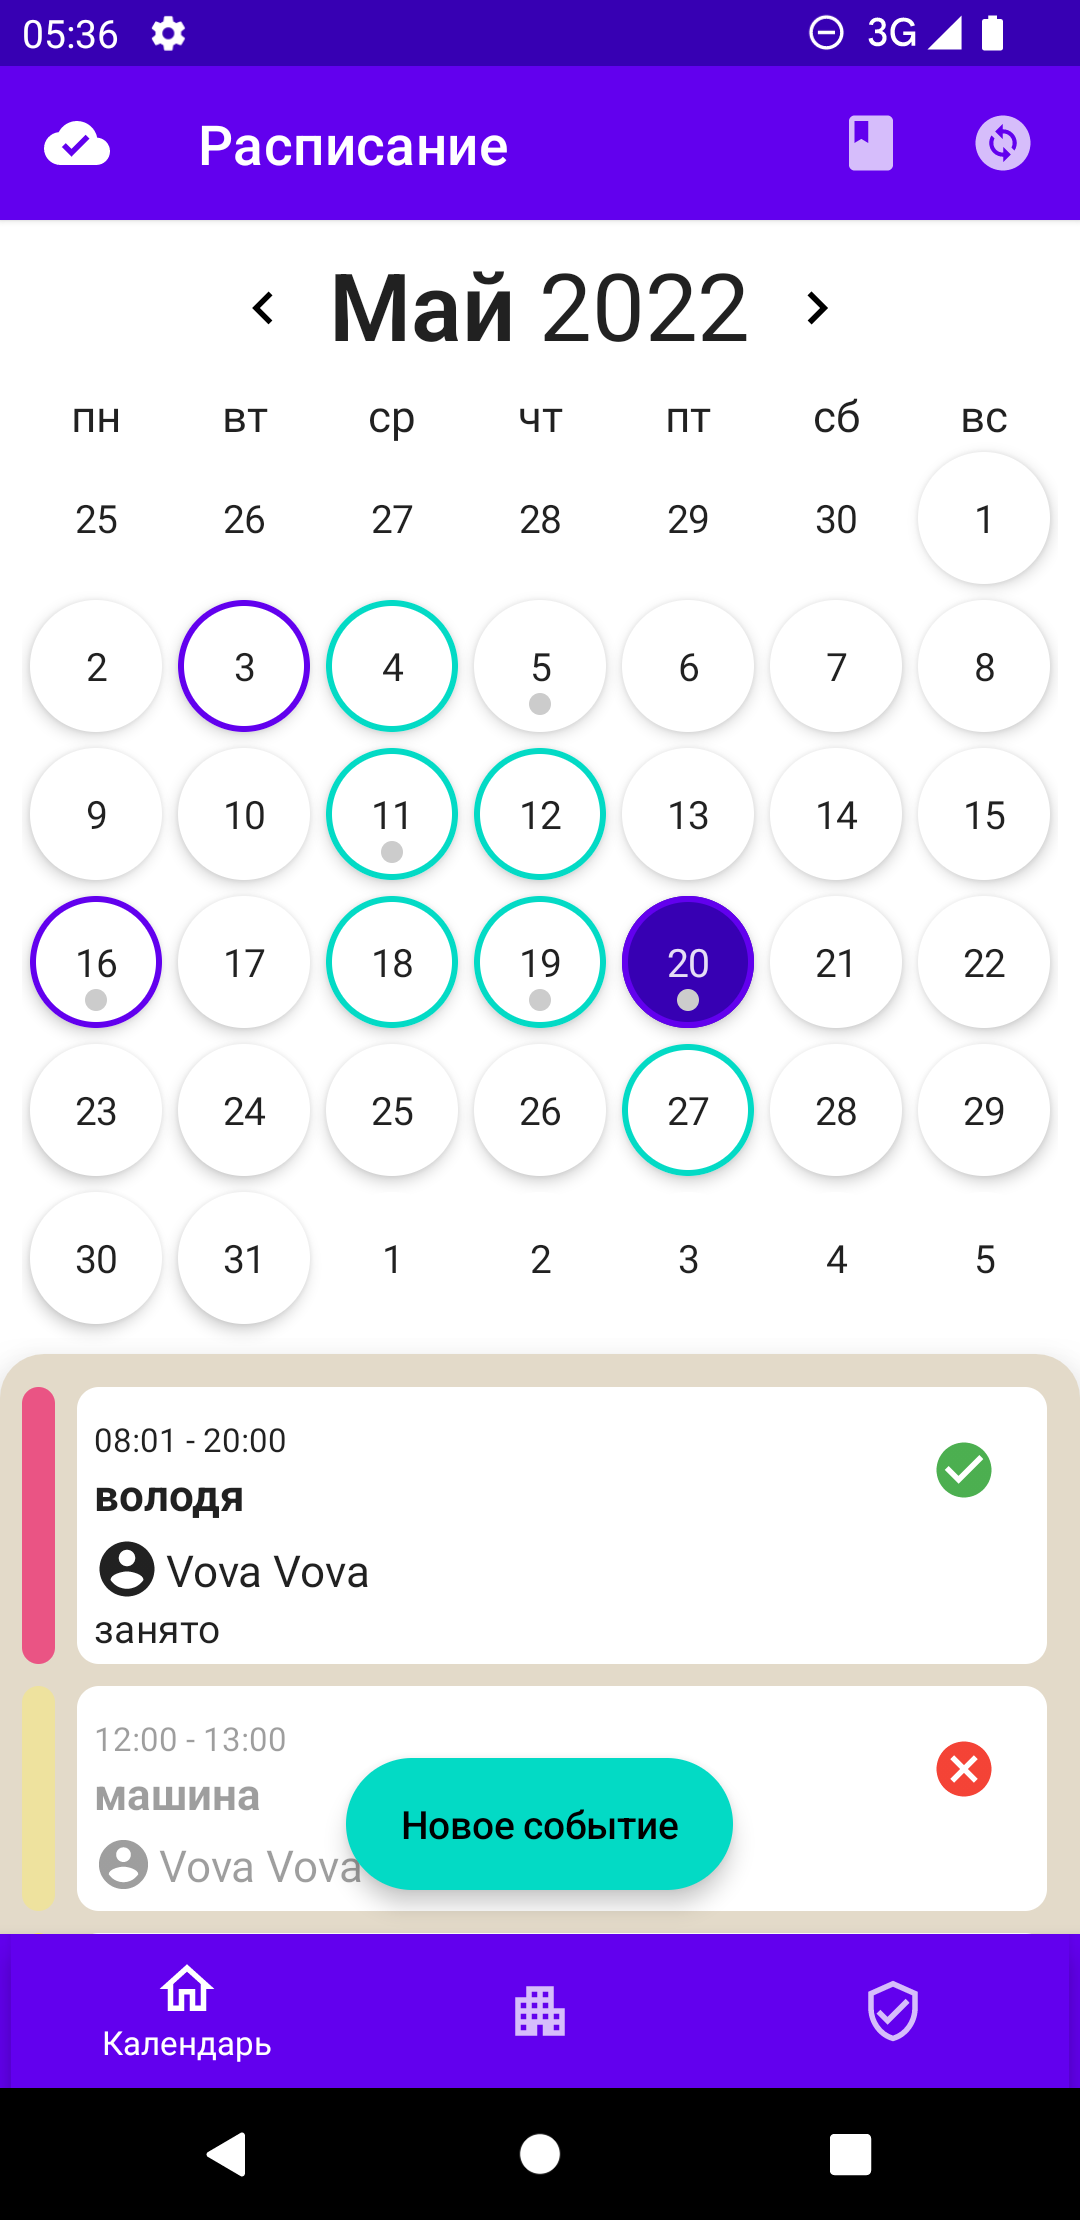 05:36 3G
Расписание
Май 2022
пн вт ср чт пт сб вс
25 26 27 28 29 30 1
2 3 4 5 6 7 8
9 10 11 12 13 14 15
16 17 18 19 20 21 22
23 24 25 26 27 28 29
30 31 1 2 3 4 5
08:01 - 20:00
володя
Vova Vova
занято
12:00 - 13:00
машина
Vova Vova
Новое событие
Календарь